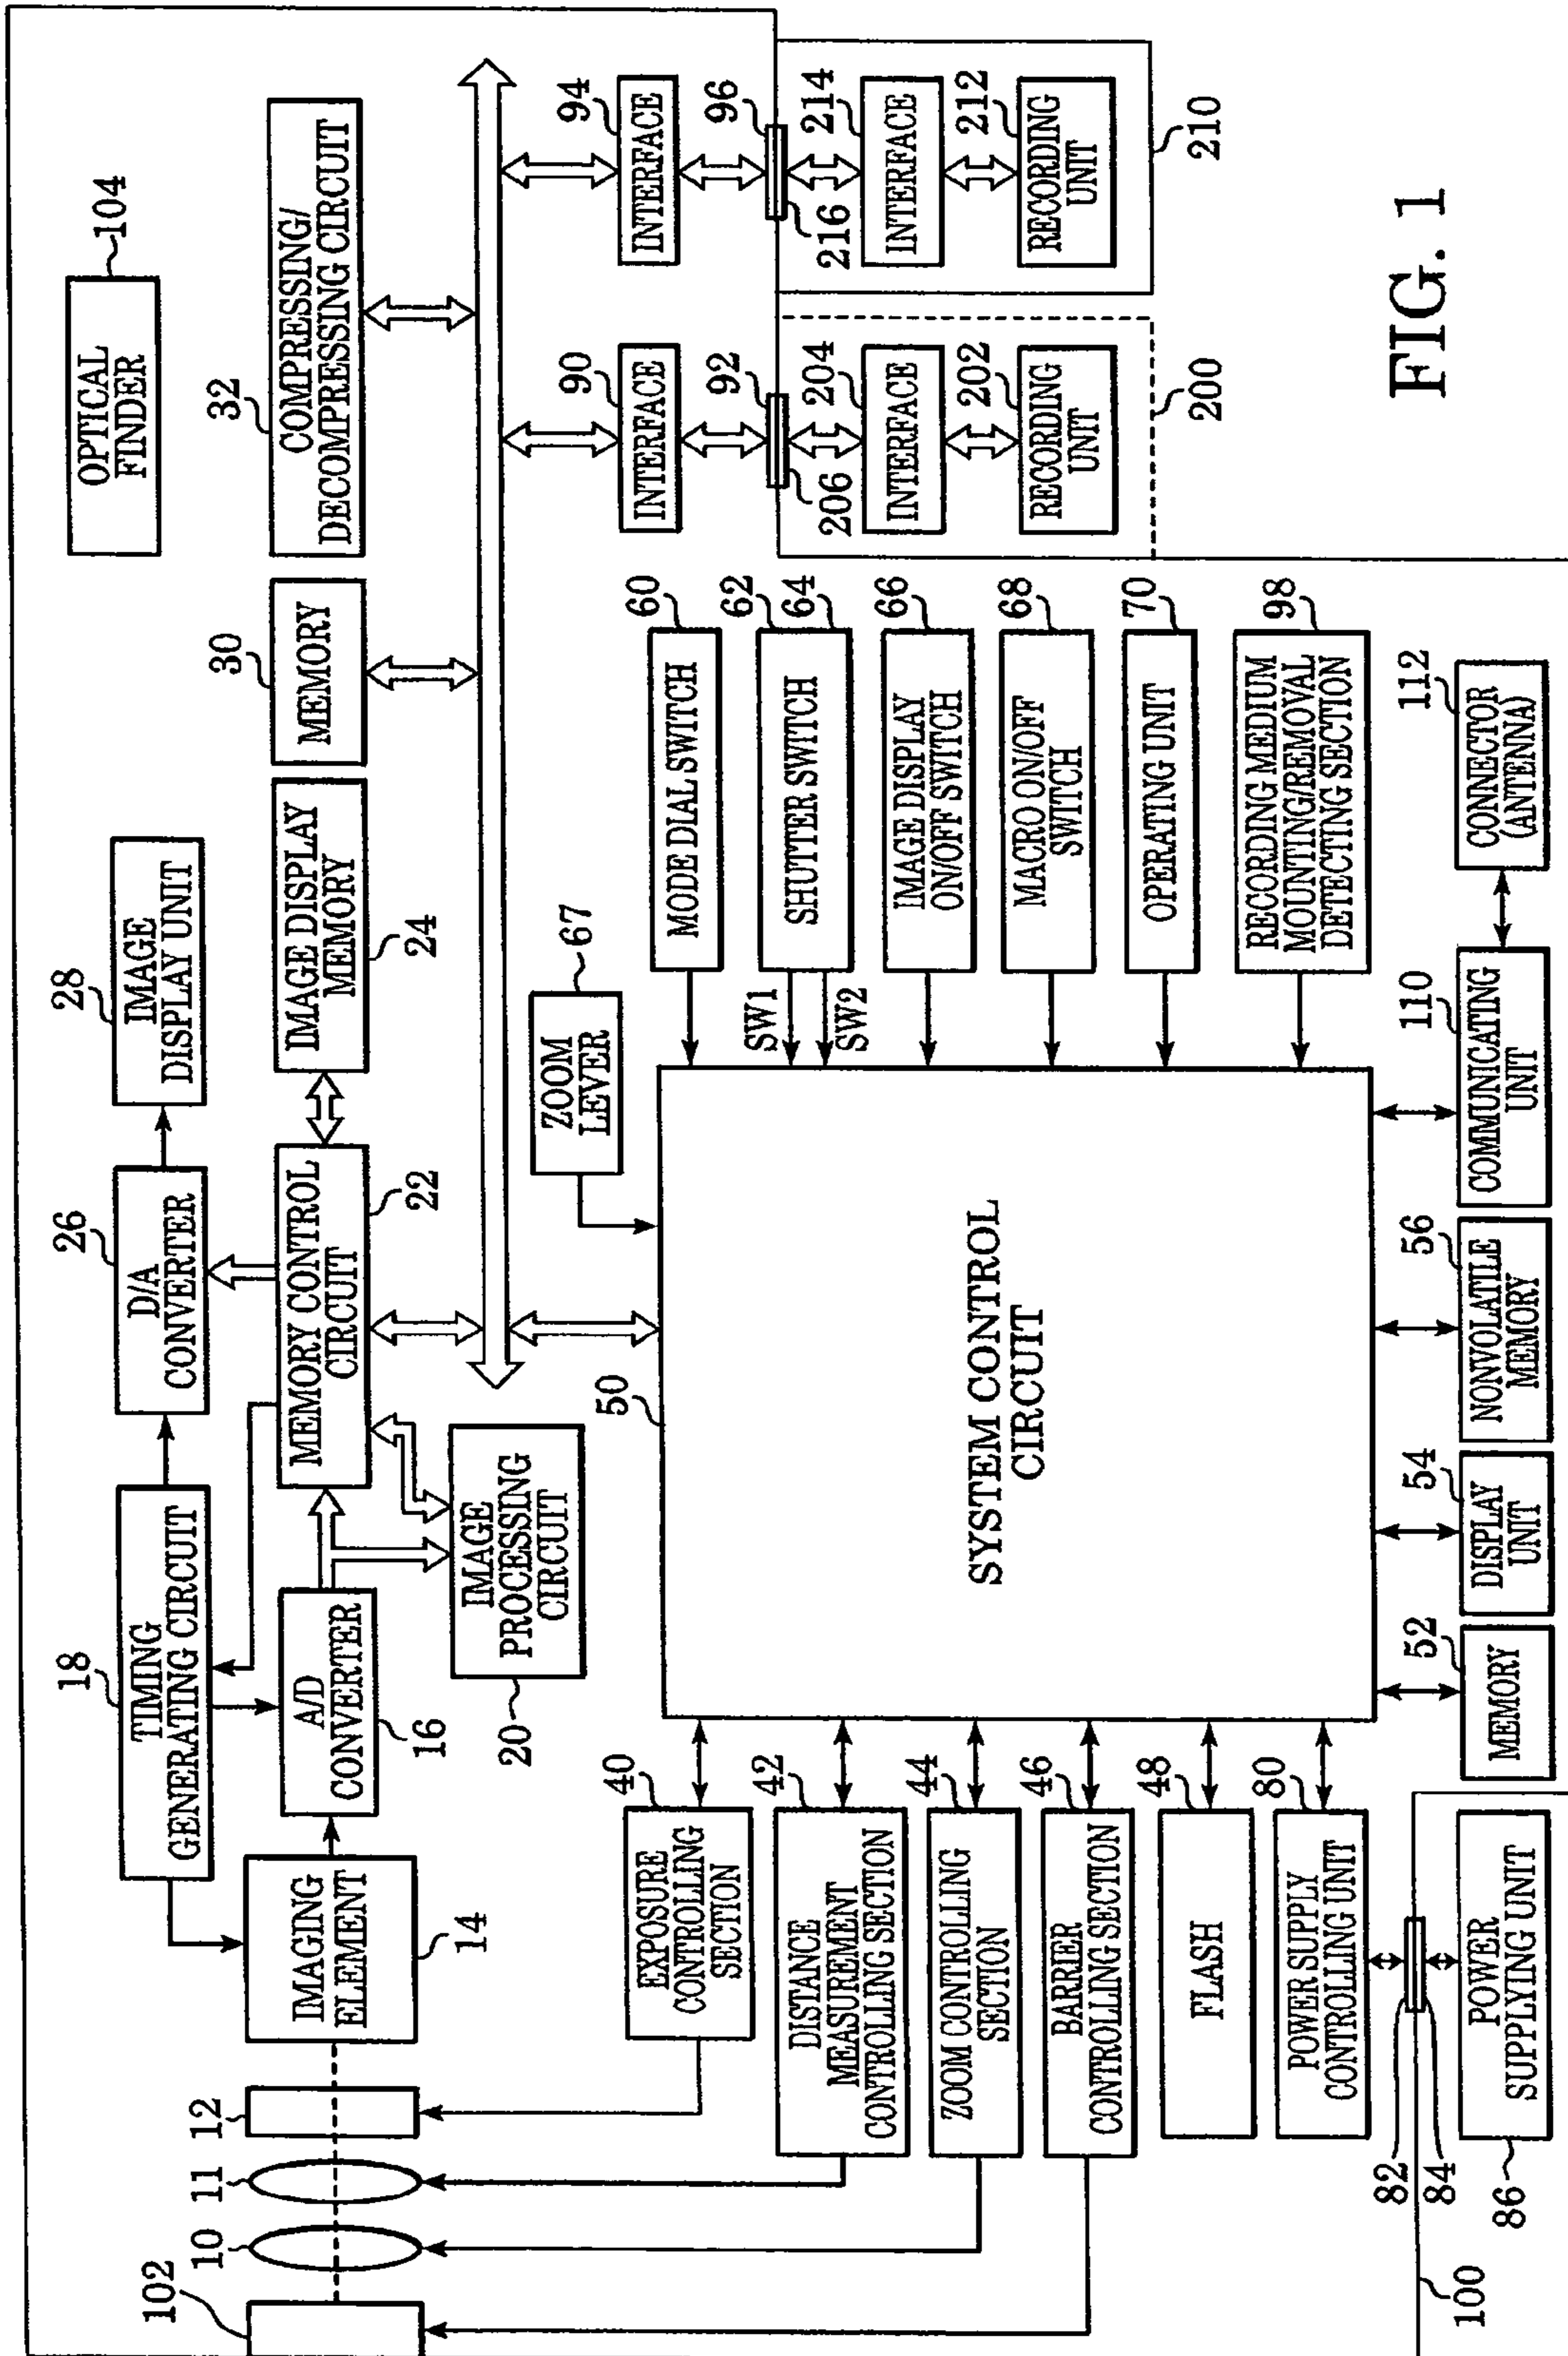 102
10
11
12
IMAGING
ELEMENT
14
18
TIMING
GENERATING CIRCUIT
A/D
CONVERTER
16
IMAGE
PROCESSING
CIRCUIT
20
26
D/A
CONVERTER
MEMORY CONTROL
CIRCUIT
22
28
IMAGE
DISPLAY UNIT
IMAGE DISPLAY
MEMORY
24
30
MEMORY
32
COMPRESSING/
DECOMPRESSING CIRCUIT
OPTICAL
FINDER
104
EXPOSURE
CONTROLLING
SECTION
40
DISTANCE
MEASUREMENT
CONTROLLING SECTION
42
ZOOM CONTROLLING
SECTION
44
BARRIER
CONTROLLING SECTION
46
FLASH
48
POWER SUPPLY
CONTROLLING UNIT
80
82
84
POWER
SUPPLYING UNIT
86
100
50
SYSTEM CONTROL
CIRCUIT
ZOOM
LEVER
67
MODE DIAL SWITCH
60
SW1
SW2
SHUTTER SWITCH
62
64
IMAGE DISPLAY
ON/OFF SWITCH
66
MACRO ON/OFF
SWITCH
68
OPERATING UNIT
70
RECORDING MEDIUM
MOUNTING/REMOVAL
DETECTING SECTION
98
MEMORY
52
DISPLAY
UNIT
54
NONVOLATILE
MEMORY
56
COMMUNICATING
UNIT
110
CONNECTOR
(ANTENNA)
112
INTERFACE
90
92
206
INTERFACE
204
RECORDING
UNIT
202
200
INTERFACE
94
96
216
INTERFACE
214
RECORDING
UNIT
212
210
FIG. 1